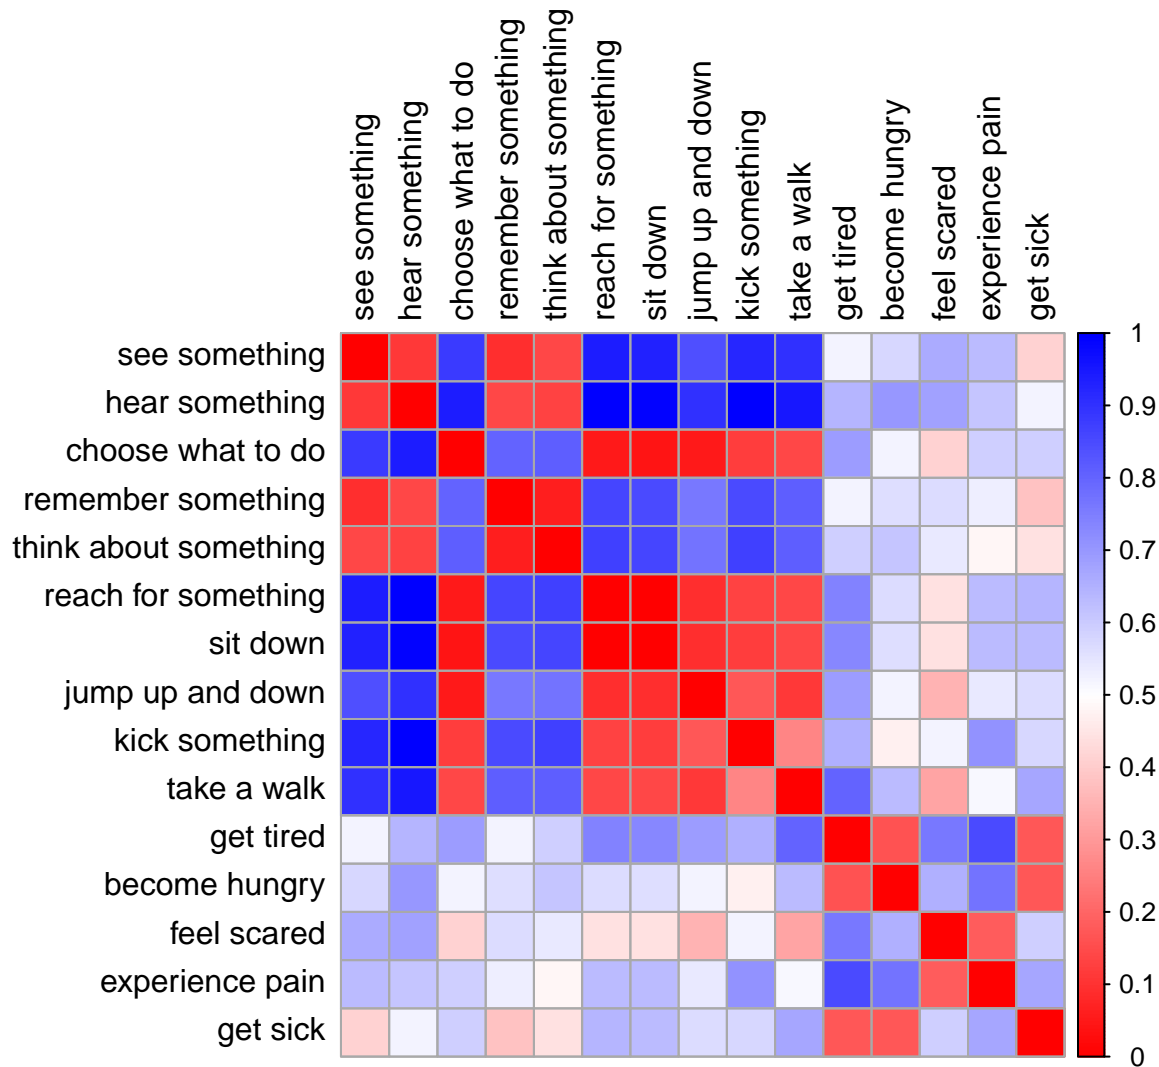 see something
hear something
choose what to do
remember something
think about something
reach for something
sit down
jump up and down
kick something
take a walk
get tired
become hungry
feel scared
experience pain
get sick
see something
hear something
choose what to do
remember something
think about something
reach for something
sit down
jump up and down
kick something
take a walk
get tired
become hungry
feel scared
experience pain
get sick
1
0.9
0.8
0.7
0.6
0.5
0.4
0.3
0.2
0.1
0